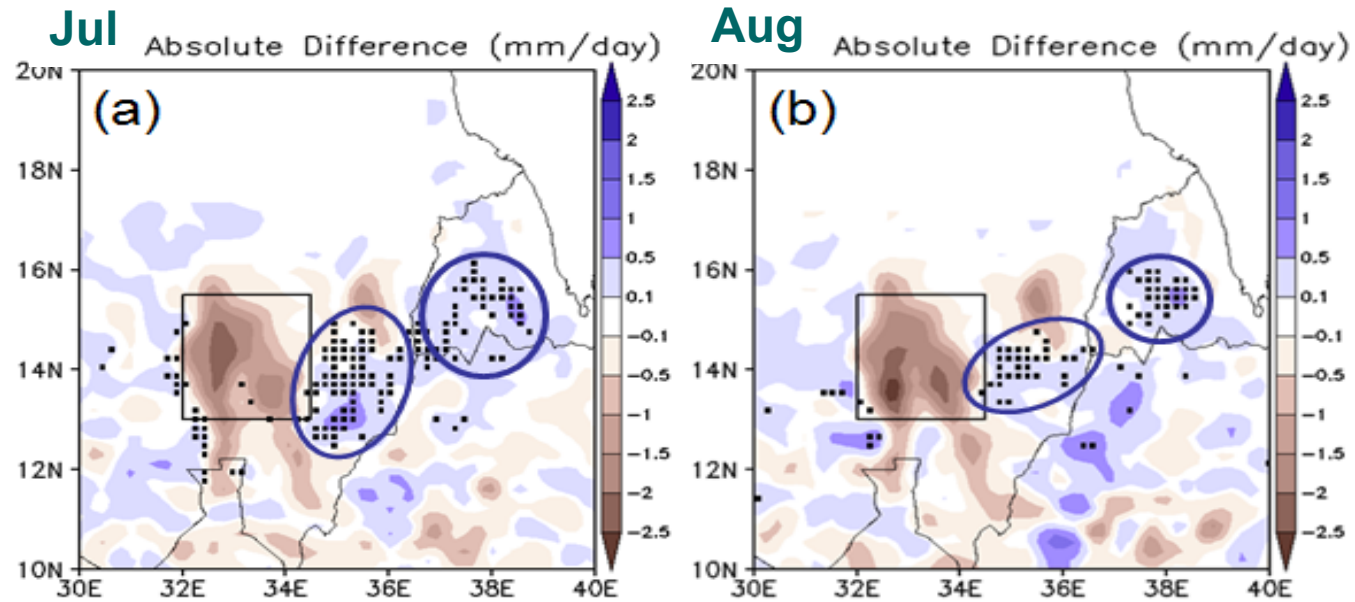 Jul Absolute Difference (mm/day)
(a)
20N
18N
16N
14N
12N
10N
30E 32E 34E 36E 38E 40E
2.5
2
1.5
1
0.5
0.1
−0.1
−0.5
−1
−1.5
−2
−2.5
Aug Absolute Difference (mm/day)
(b)
20N
18N
16N
14N
12N
10N
30E 32E 34E 36E 38E 40E
2.5
2
1.5
1
0.5
0.1
−0.1
−0.5
−1
−1.5
−2
−2.5